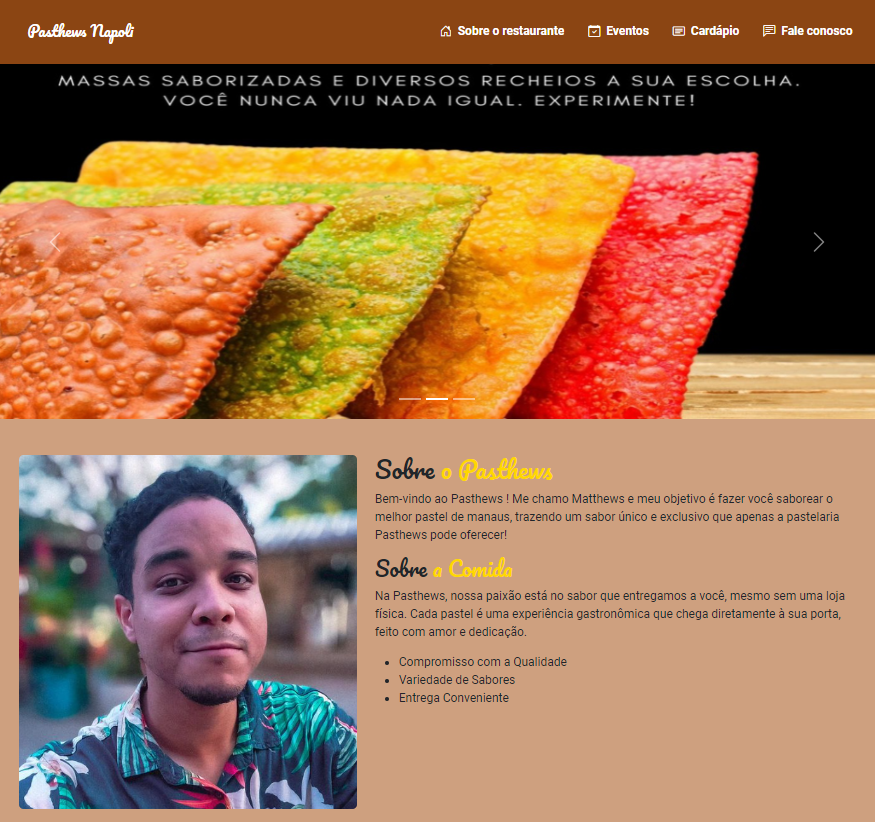 Pasthews Napoli
Sobre o restaurante
Eventos
Cardápio
Fale conosco
MASSAS SABORIZADAS E DIVERSOS RECHEIOS A SUA ESCOLHA.
VOCÊ NUNCA VIU NADA IGUAL. EXPERIMENTE!
Sobre o Pasthews
Bem-vindo ao Pasthews ! Me chamo Matthews e meu objetivo é fazer você saborear o
melhor pastel de manaus, trazendo um sabor único e exclusivo que apenas a pastelaria
Pasthews pode oferecer!
Sobre a Comida
Na Pasthews, nossa paixão está no sabor que entregamos a você, mesmo sem uma loja
física. Cada pastel é uma experiência gastronômica que chega diretamente à sua porta,
feito com amor e dedicação.
Compromisso com a Qualidade
Variedade de Sabores
Entrega Conveniente